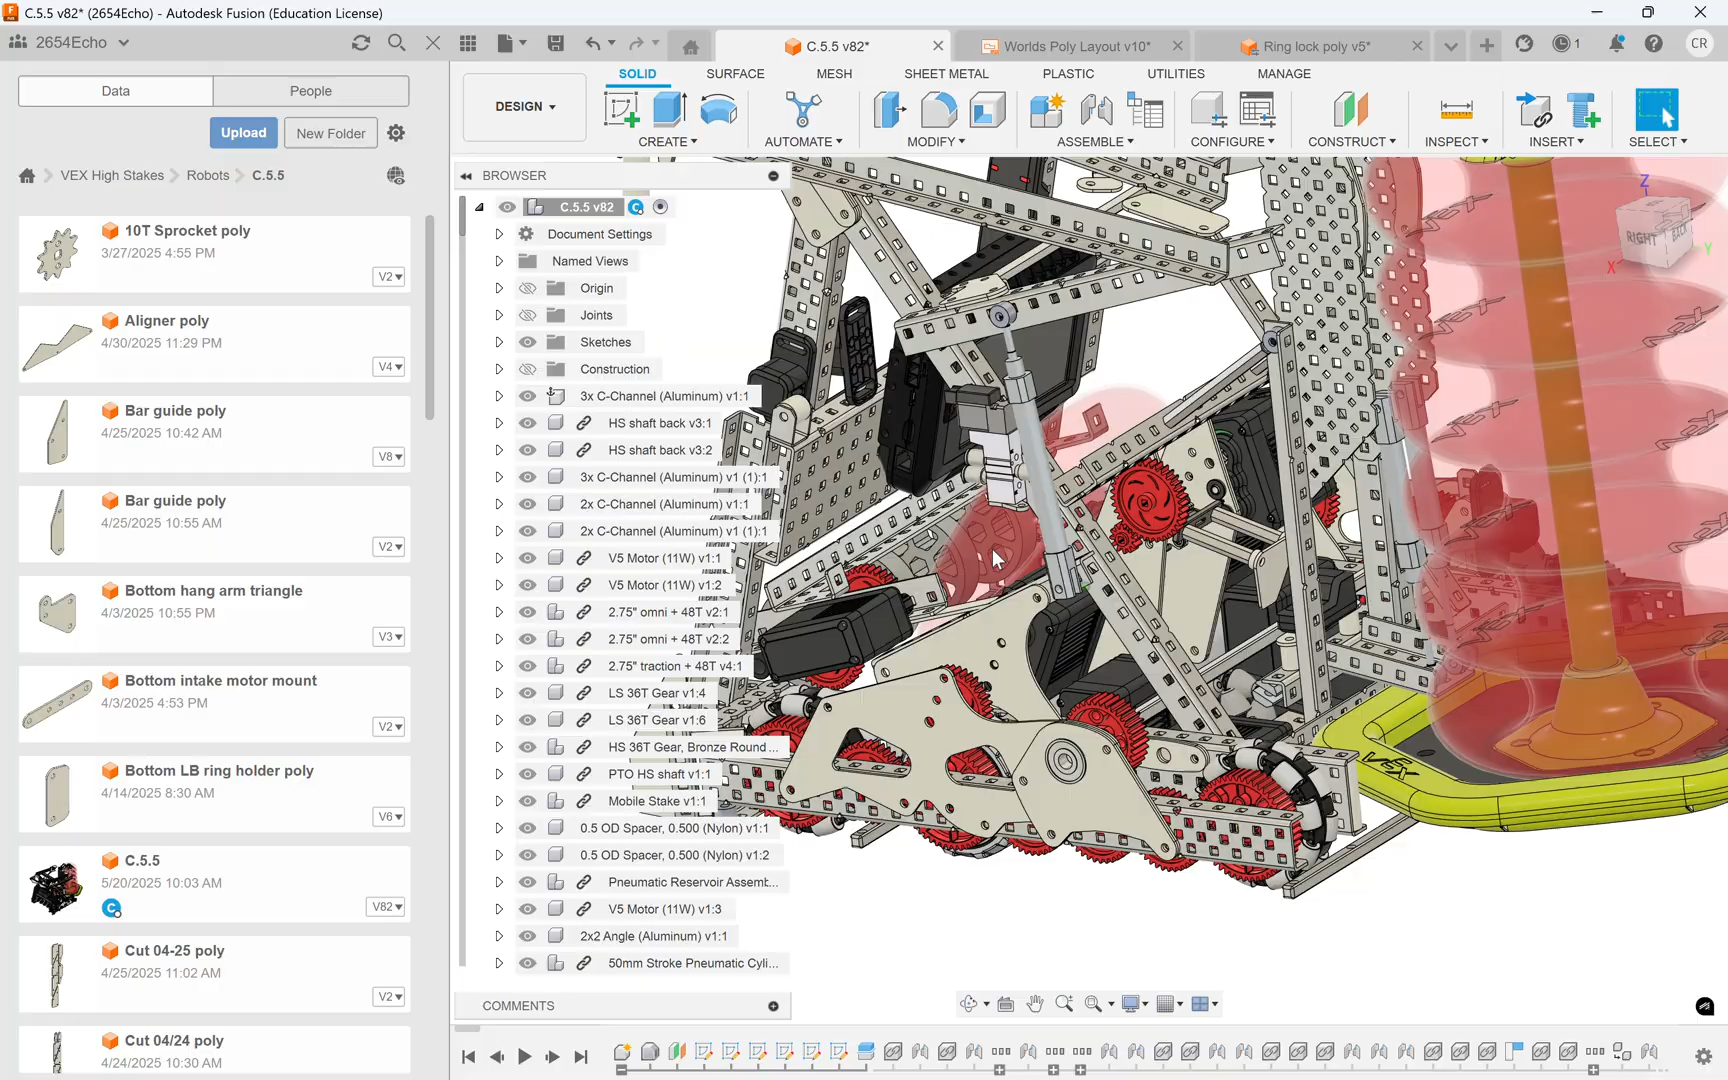 C.5.5 v82* (2654Echo) - Autodesk Fusion (Education License)
2654Echo
C.5.5 v82*
Worlds Poly Layout v10*
Ring lock poly v5*
1
CR
Data
People
Upload
New Folder
VEX High Stakes
Robots
C.5.5
10T Sprocket poly
3/27/2025 4:55 PM
V2
Aligner poly
4/30/2025 11:29 PM
V4
Bar guide poly
4/25/2025 10:42 AM
V8
Bar guide poly
4/25/2025 10:55 AM
V2
Bottom hang arm triangle
4/3/2025 10:55 PM
V3
Bottom intake motor mount
4/3/2025 4:53 PM
V2
Bottom LB ring holder poly
4/14/2025 8:30 AM
V6
C.5.5
5/20/2025 10:03 AM
V82
Cut 04-25 poly
4/25/2025 11:02 AM
V2
Cut 04/24 poly
4/24/2025 10:30 AM
DESIGN
SOLID
SURFACE
MESH
SHEET METAL
PLASTIC
UTILITIES
MANAGE
CREATE
AUTOMATE
MODIFY
ASSEMBLE
CONFIGURE
CONSTRUCT
INSPECT
INSERT
SELECT
BROWSER
C.5.5 v82
Document Settings
Named Views
Origin
Joints
Sketches
Construction
3x C-Channel (Aluminum) v1:1
HS shaft back v3:1
HS shaft back v3:2
3x C-Channel (Aluminum) v1 (1):1
2x C-Channel (Aluminum) v1:1
2x C-Channel (Aluminum) v1 (1):1
V5 Motor (11W) v1:1
V5 Motor (11W) v1:2
2.75" omni + 48T v2:1
2.75" omni + 48T v2:2
2.75" traction + 48T v4:1
LS 36T Gear v1:4
LS 36T Gear v1:6
HS 36T Gear, Bronze Round ...
PTO HS shaft v1:1
Mobile Stake v1:1
0.5 OD Spacer, 0.500 (Nylon) v1:1
0.5 OD Spacer, 0.500 (Nylon) v1:2
Pneumatic Reservoir Assemt...
V5 Motor (11W) v1:3
2x2 Angle (Aluminum) v1:1
50mm Stroke Pneumatic Cyli...
COMMENTS
Z
RIGHT
BACK
Y
X
VEX